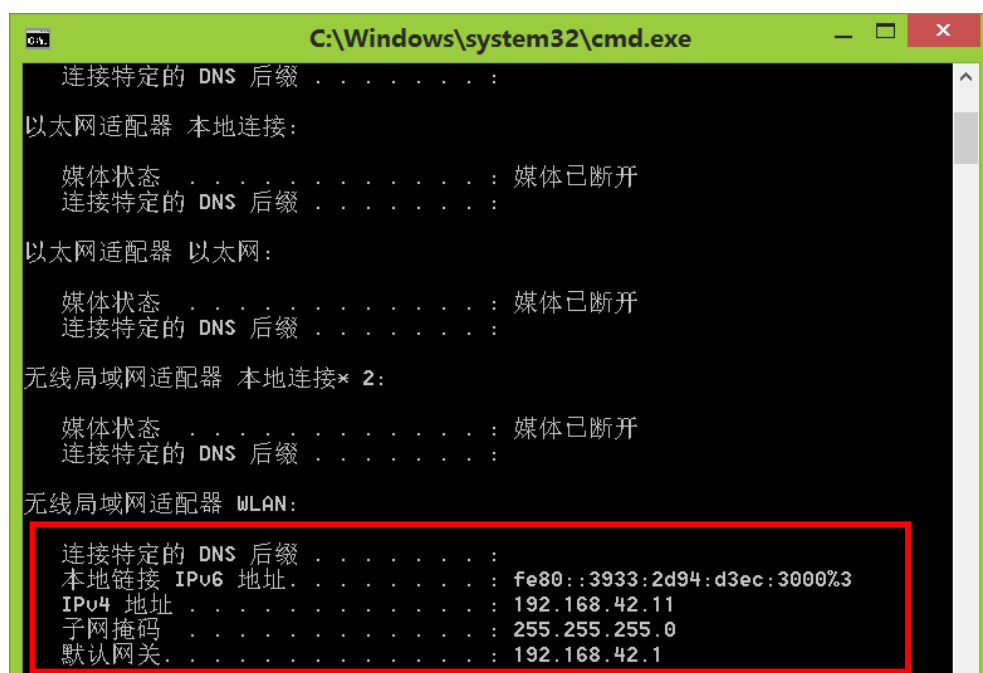 C:\Windows\system32\cmd.exe
连接特定的 DNS 后缀 . . . . . . . :
以太网适配器 本地连接:
媒体状态 . . . . . . . . . . . . : 媒体已断开
连接特定的 DNS 后缀 . . . . . . . :
以太网适配器 以太网:
媒体状态 . . . . . . . . . . . . : 媒体已断开
连接特定的 DNS 后缀 . . . . . . . :
无线局域网适配器 本地连接* 2:
媒体状态 . . . . . . . . . . . . : 媒体已断开
连接特定的 DNS 后缀 . . . . . . . :
无线局域网适配器 WLAN:
连接特定的 DNS 后缀 . . . . . . . :
本地链接 IPv6 地址. . . . . . . . : fe80::3933:2d94:d3ec:3000%3
IPv4 地址 . . . . . . . . . . . . : 192.168.42.11
子网掩码 . . . . . . . . . . . . : 255.255.255.0
默认网关. . . . . . . . . . . . . : 192.168.42.1